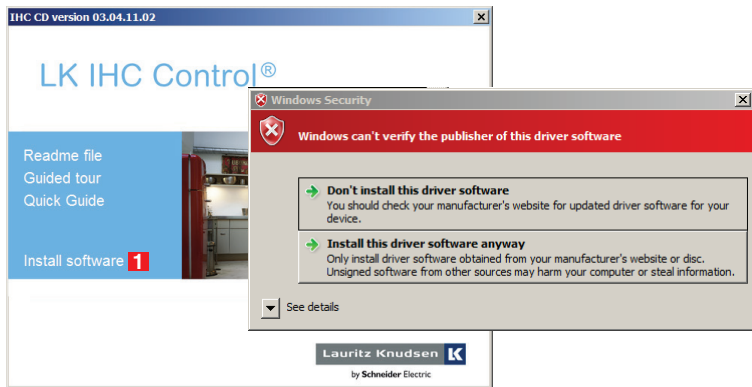 IHC CD version 03.04.11.02
LK IHC Control®
Readme file
Guided tour
Quick Guide
Install software 1
Windows Security
Windows can't verify the publisher of this driver software
Don't install this driver software
You should check your manufacturer's website for updated driver software for your
device.
Install this driver software anyway
Only install driver software obtained from your manufacturer's website or disc.
Unsigned software from other sources may harm your computer or steal information.
See details
Lauritz Knudsen
by Schneider Electric